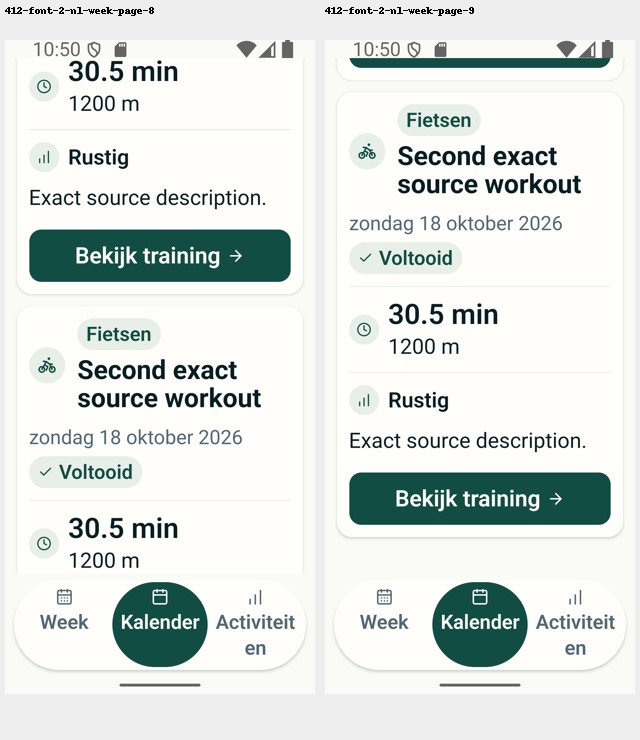 412-font-2-nl-week-page-8
10:50
30.5 min
1200 m
Rustig
Exact source description.
Bekijk training →
Fietsen
Second exact
source workout
zondag 18 oktober 2026
Voltooid
30.5 min
1200 m
Week
Kalender
Activiteit
en
412-font-2-nl-week-page-9
10:50
Fietsen
Second exact
source workout
zondag 18 oktober 2026
Voltooid
30.5 min
1200 m
Rustig
Exact source description.
Bekijk training →
Week
Kalender
Activiteit
en